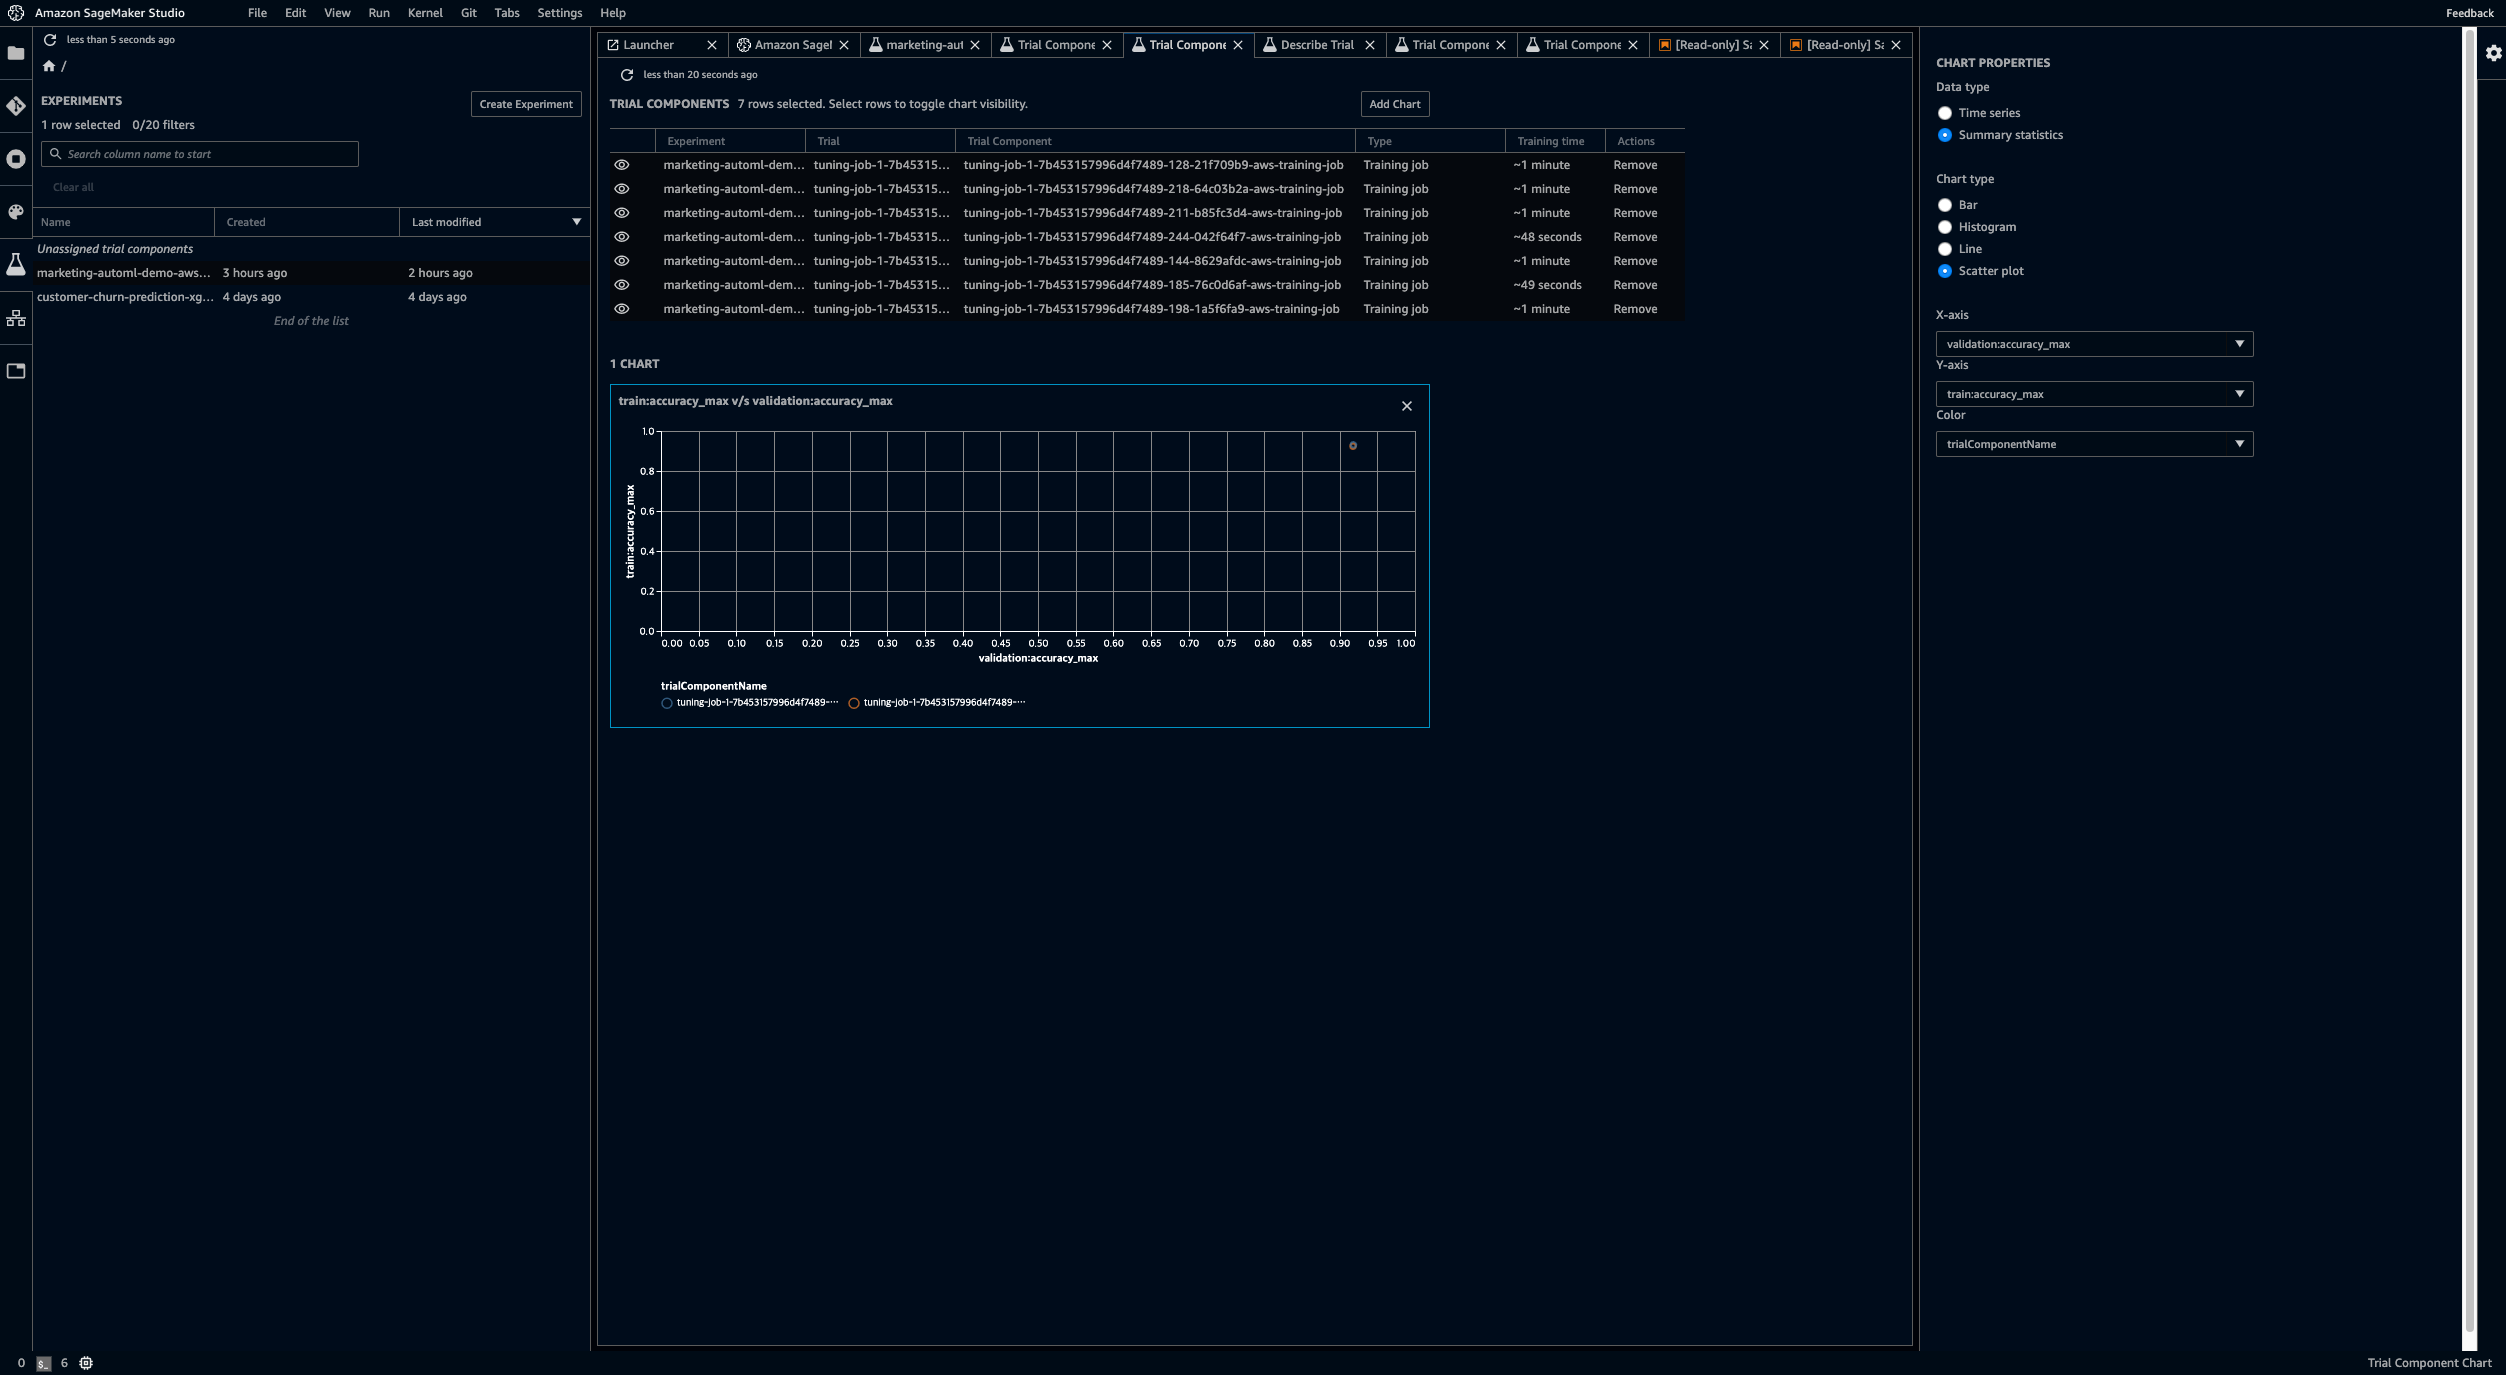 Amazon SageMaker Studio File Edit View Run Kernel Git Tabs Settings Help Feedback
less than 5 seconds ago
/
EXPERIMENTS Create Experiment
1 row selected 0/20 filters
Search column name to start
Clear all
Name Created Last modified
Unassigned trial components
marketing-automl-demo-aws... 3 hours ago 2 hours ago
customer-churn-prediction-xg... 4 days ago 4 days ago
End of the list
Launcher Amazon SageM marketing-aut Trial Compone Trial Compone Describe Trial Trial Compone Trial Compone [Read-only] Sa [Read-only] Sa
less than 20 seconds ago
TRIAL COMPONENTS 7 rows selected. Select rows to toggle chart visibility. Add Chart
Experiment Trial Trial Component Type Training time Actions
marketing-automl-dem... tuning-job-1-7b45315... tuning-job-1-7b453157996d4f7489-128-21f709b9-aws-training-job Training job ~1 minute Remove
marketing-automl-dem... tuning-job-1-7b45315... tuning-job-1-7b453157996d4f7489-218-64c03b2a-aws-training-job Training job ~1 minute Remove
marketing-automl-dem... tuning-job-1-7b45315... tuning-job-1-7b453157996d4f7489-211-b85fc3d4-aws-training-job Training job ~1 minute Remove
marketing-automl-dem... tuning-job-1-7b45315... tuning-job-1-7b453157996d4f7489-244-042f64f7-aws-training-job Training job ~48 seconds Remove
marketing-automl-dem... tuning-job-1-7b45315... tuning-job-1-7b453157996d4f7489-144-8629afdc-aws-training-job Training job ~1 minute Remove
marketing-automl-dem... tuning-job-1-7b45315... tuning-job-1-7b453157996d4f7489-185-76c0d6af-aws-training-job Training job ~49 seconds Remove
marketing-automl-dem... tuning-job-1-7b45315... tuning-job-1-7b453157996d4f7489-198-1a5f6fa9-aws-training-job Training job ~1 minute Remove
1 CHART
train:accuracy_max v/s validation:accuracy_max
train:accuracy_max
1.0
0.8
0.6
0.4
0.2
0.0
0.00 0.05 0.10 0.15 0.20 0.25 0.30 0.35 0.40 0.45 0.50 0.55 0.60 0.65 0.70 0.75 0.80 0.85 0.90 0.95 1.00
validation:accuracy_max
trialComponentName
tuning-job-1-7b453157996d4f7489-... tuning-job-1-7b453157996d4f7489-...
CHART PROPERTIES
Data type
Time series
Summary statistics
Chart type
Bar
Histogram
Line
Scatter plot
X-axis
validation:accuracy_max
Y-axis
train:accuracy_max
Color
trialComponentName
0 $_ 6 Trial Component Chart